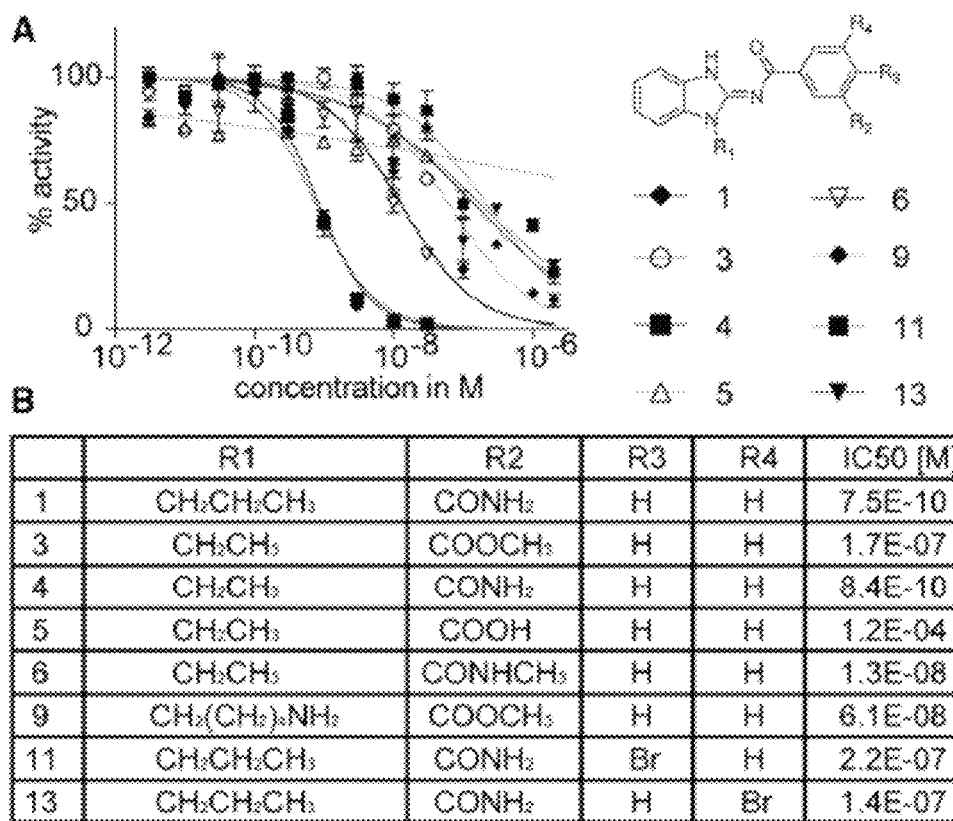 A
% activity
100
50
0
10-12
10-10
10-8
10-6
concentration in M
H
N
O
N
N
R1
R4
R3
R2
1
3
4
5
6
9
11
13
B
R1 R2 R3 R4 IC50 [M]
1 CH2CH2CH3 CONH2 H H 7.5E-10
3 CH2CH3 COOCH3 H H 1.7E-07
4 CH2CH3 CONH2 H H 8.4E-10
5 CH2CH3 COOH H H 1.2E-04
6 CH2CH3 CONHCH3 H H 1.3E-08
9 COOCH3 H H 6.1E-08
11 CH2CH2CH3 CONH2 Br H 2.2E-07
13 CH2CH2CH3 CONH2 H Br 1.4E-07